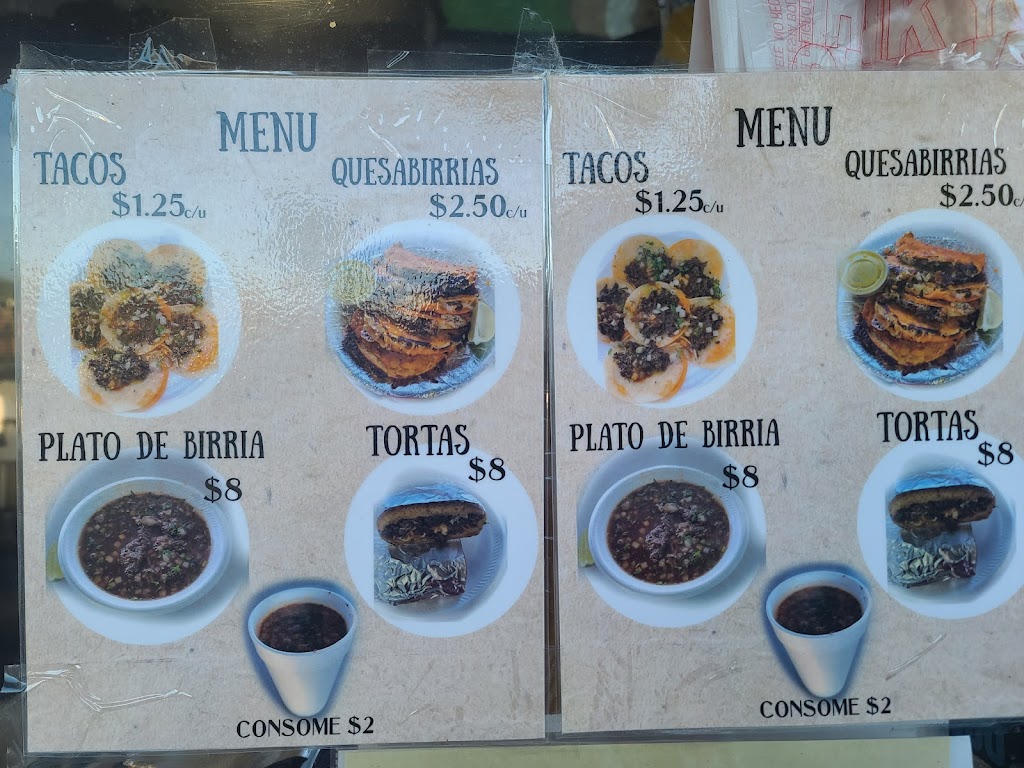 MENU
TACOS
$1.25c/u
QUESABIRRIAS
$2.50c/u
PLATO DE BIRRIA
$8
TORTAS
$8
CONSOME $2
MENU
TACOS
$1.25c/u
QUESABIRRIAS
$2.50c/
PLATO DE BIRRIA
$8
TORTAS
$8
CONSOME $2